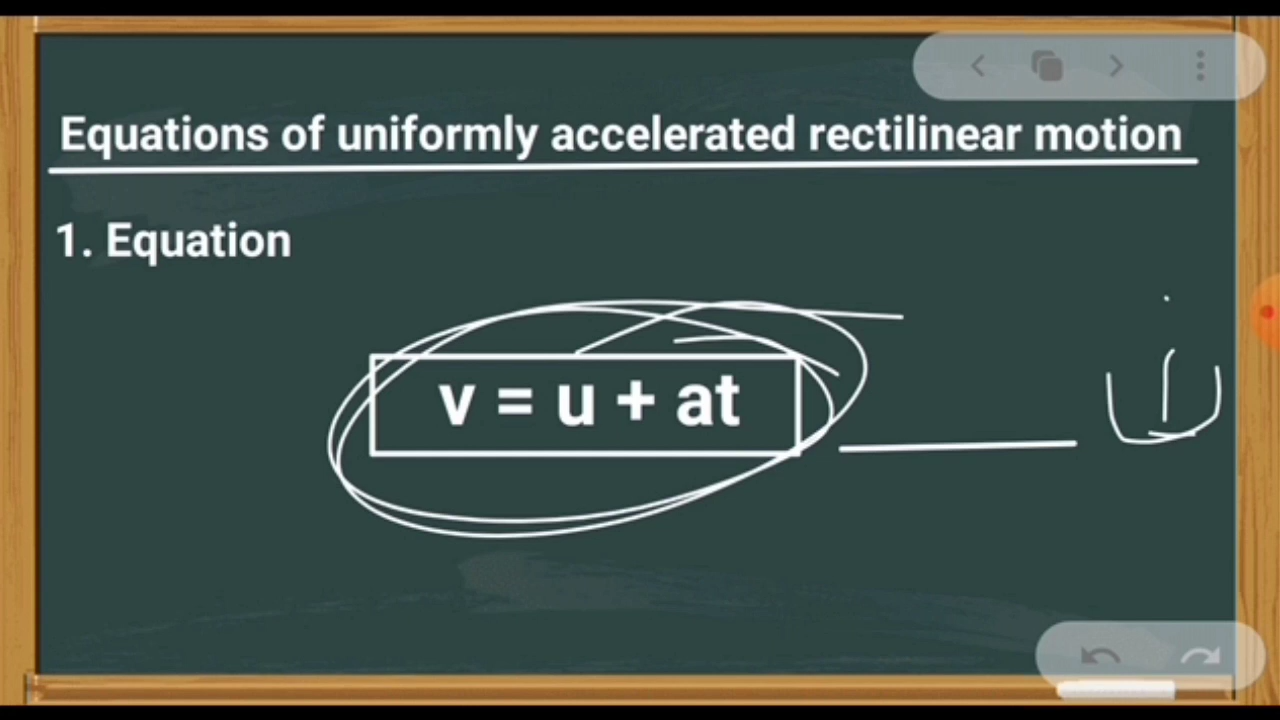 Equations of uniformly accelerated rectilinear motion
1. Equation
v = u + at